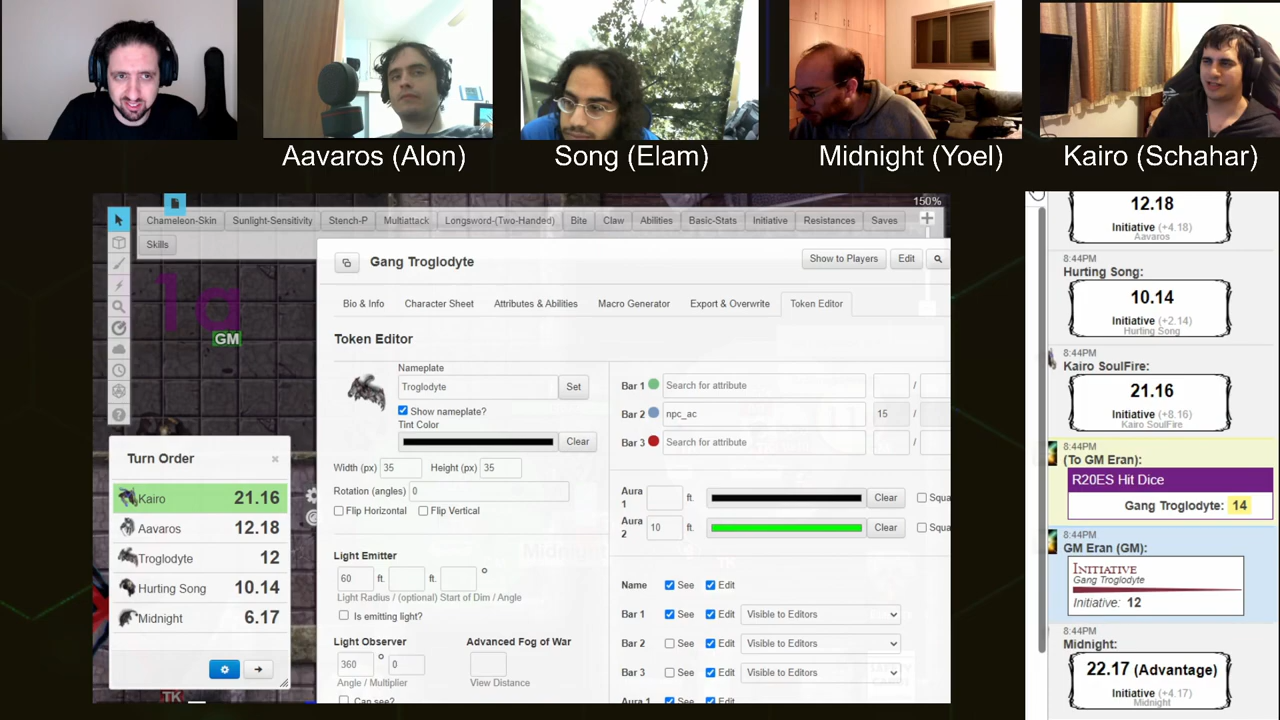 Aavaros (Alon)
Song (Elam)
Midnight (Yoel)
Kairo (Schahar)
150%
Chameleon-Skin
Sunlight-Sensitivity
Stench-P
Multiattack
Longsword-(Two-Handed)
Bite
Claw
Abilities
Basic-Stats
Initiative
Resistances
Saves
Skills
1a
GM
Gang Troglodyte
Show to Players
Edit
Bio & Info
Character Sheet
Attributes & Abilities
Macro Generator
Export & Overwrite
Token Editor
Token Editor
Nameplate
Troglodyte
Set
Show nameplate?
Tint Color
Clear
Width (px) 35
Height (px) 35
Rotation (angles) 0
Flip Horizontal
Flip Vertical
Light Emitter
60 ft.
ft.
Light Radius / (optional) Start of Dim / Angle
Is emitting light?
Light Observer
360 ° 0
Angle / Multiplier
Can see?
Advanced Fog of War
View Distance
Bar 1 Search for attribute /
Bar 2 npc_ac 15 /
Bar 3 Search for attribute /
Aura 1 ft. Clear Squa
Aura 2 10 ft. Clear Squa
Name See Edit
Bar 1 See Edit Visible to Editors
Bar 2 See Edit Visible to Editors
Bar 3 See Edit Visible to Editors
Aura 1 See Edit
Turn Order ×
Kairo 21.16
Aavaros 12.18
Troglodyte 12
Hurting Song 10.14
Midnight 6.17
TK
12.18
Initiative (+4.18)
Aavaros
8:44PM
Hurting Song:
10.14
Initiative (+2.14)
Hurting Song
8:44PM
Kairo SoulFire:
21.16
Initiative (+8.16)
Kairo SoulFire
8:44PM
(To GM Eran):
R20ES Hit Dice
Gang Troglodyte: 14
8:44PM
GM Eran (GM):
Initiative
Gang Troglodyte
Initiative: 12
8:44PM
Midnight:
22.17 (Advantage)
Initiative (+4.17)
Midnight